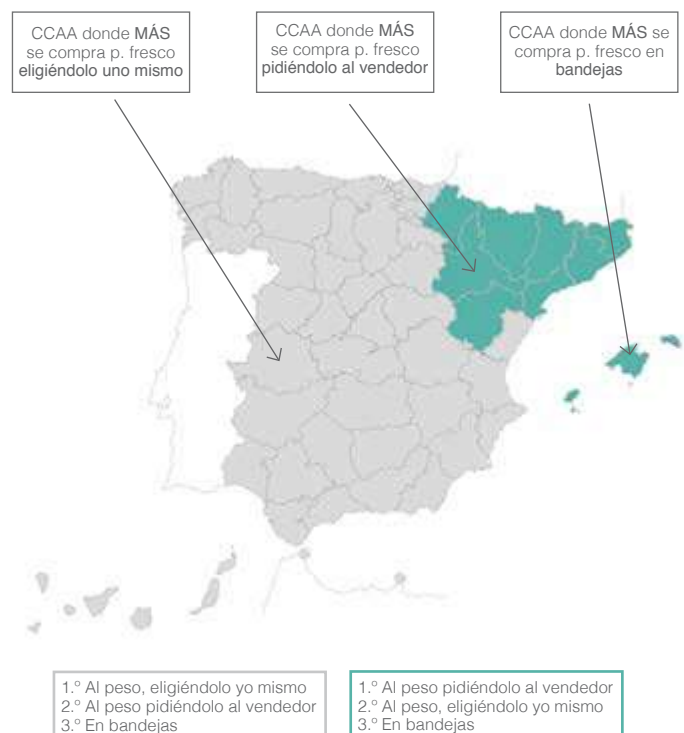 CCAA donde MÁS
se compra p. fresco
eligiéndolo uno mismo
CCAA donde MÁS
se compra p. fresco
pidiéndolo al vendedor
CCAA donde MÁS se
compra p. fresco en
bandejas
1.º Al peso, eligiéndolo yo mismo
2.º Al peso pidiéndolo al vendedor
3.º En bandejas
1.º Al peso pidiéndolo al vendedor
2.º Al peso, eligiéndolo yo mismo
3.º En bandejas